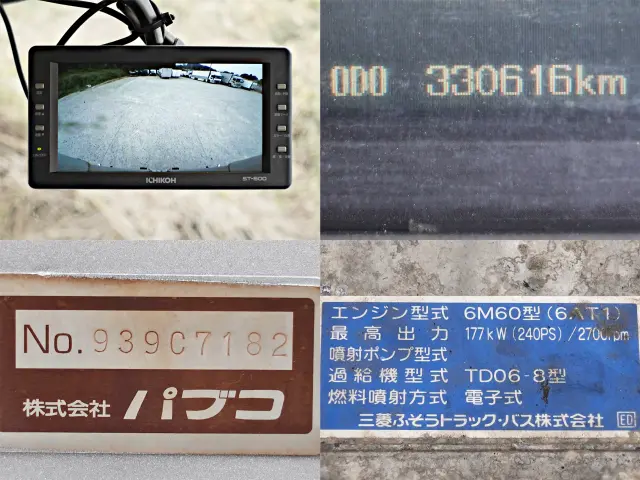 ICHIKOH
ST-600
ODO 330616km
No. 939C7182
株式会社 パブコ
エンジン型式 6M60型(6AT1)
最高出力 177kW(240PS)/2700rpm
噴射ポンプ型式
過給機型式 TD06-8型
燃料噴射方式 電子式
三菱ふそうトラック・バス株式会社 ED